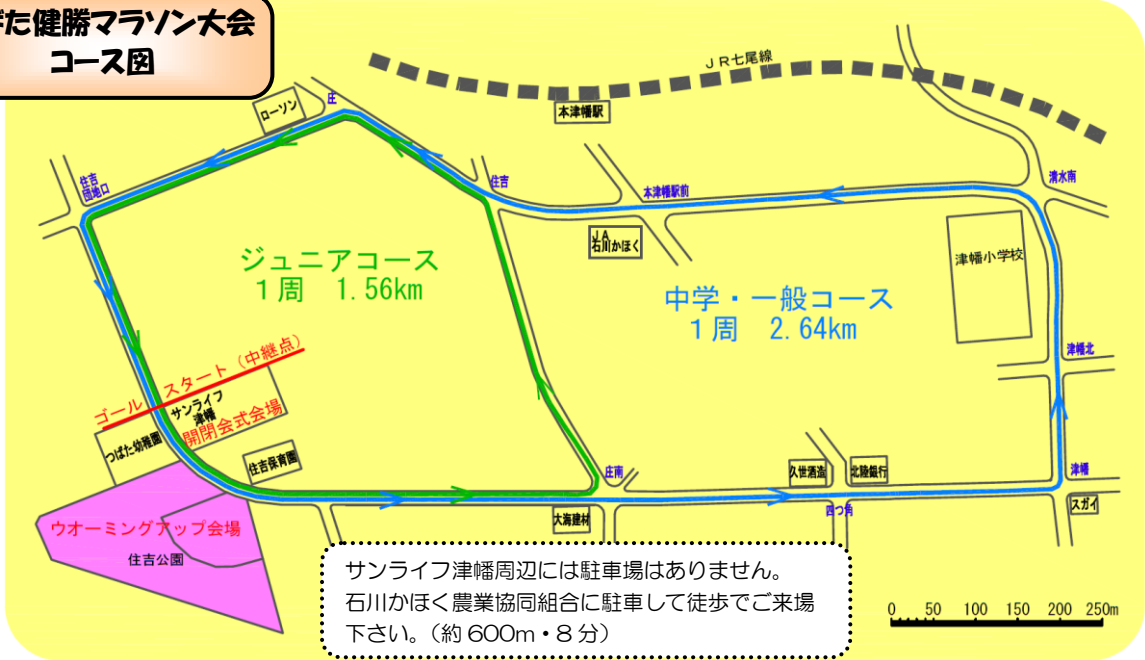 た健勝マラソン大会
コース図
JR七尾線
ローソン
庄
本津幡駅
住吉
団地口
住吉
本津幡駅前
清水南
JA
石川かほく
津幡小学校
ジュニアコース
1周 1.56km
中学・一般コース
1周 2.64km
津幡北
ゴール
スタート（中継点）
サンライフ
津幡
開閉会式会場
つばた幼稚園
住吉保育園
庄南
久世酒造
北陸銀行
津幡
大海建材
四つ角
スガイ
ウオーミングアップ会場
住吉公園
サンライフ津幡周辺には駐車場はありません。
石川かほく農業協同組合に駐車して徒歩でご来場
下さい。（約600m・8分）
0 50 100 150 200 250m